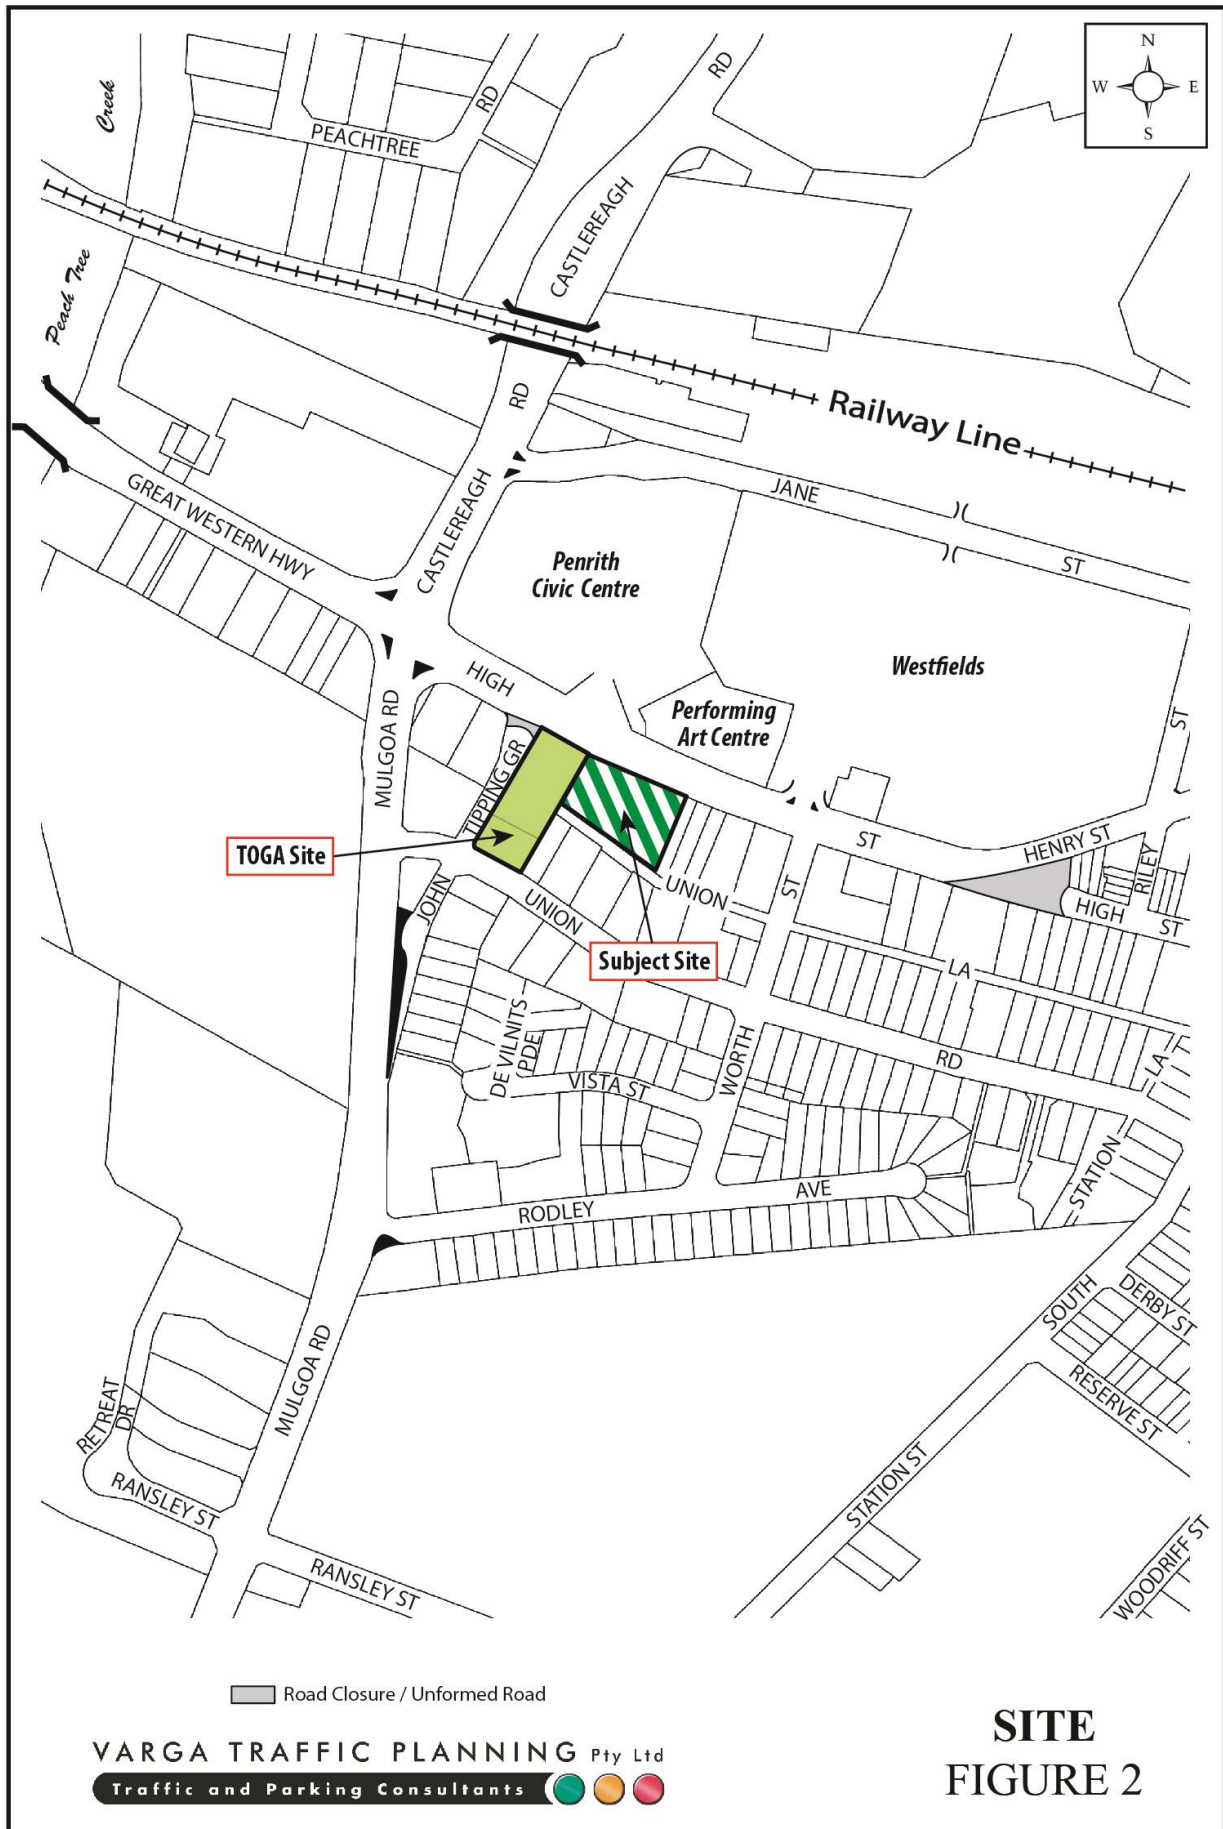 N
W E
S
Creek
RD
RD
PEACHTREE
CASTLEREAGH
Peach Tree
RD
Railway Line
GREAT WESTERN HWY
CASTLEREAGH
JANE
ST
Penrith
Civic Centre
Westfields
HIGH
Performing
Art Centre
MULGOA RD
TIPPING GR
ST
TOGA Site
ST
HENRY ST
RILEY
JOHN
UNION
UNION
ST
HIGH
ST
Subject Site
LA
DE VILNITS
PDE
WORTH
RD
LA
VISTA ST
STATION
RODLEY
AVE
SOUTH
DERBY ST
MULGOA RD
RESERVE ST
RETREAT
DR
RANSLEY ST
STATION ST
RANSLEY ST
WOODRIFF ST
Road Closure / Unformed Road
VARGA TRAFFIC PLANNING Pty Ltd
Traffic and Parking Consultants
SITE
FIGURE 2